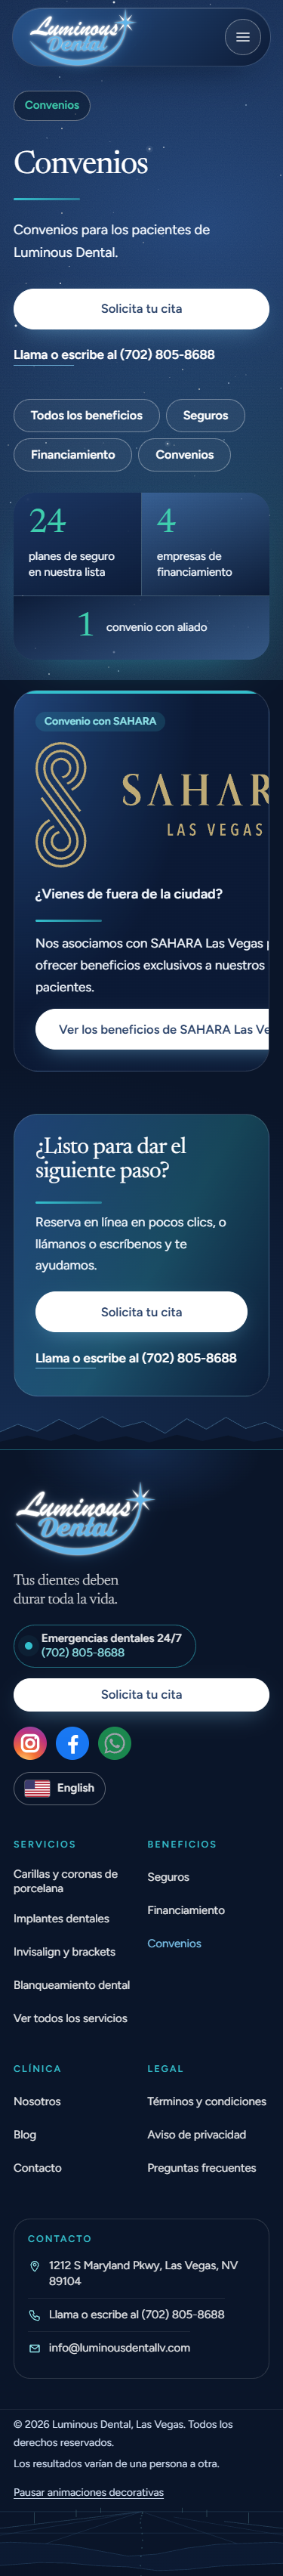 Luminous
Dental
Convenios
Convenios
Convenios para los pacientes de
Luminous Dental.
Solicita tu cita
Llama o escribe al (702) 805-8688
Todos los beneficios
Seguros
Financiamiento
Convenios
24
planes de seguro
en nuestra lista
4
empresas de
financiamiento
1 convenio con aliado
Convenio con SAHARA
SAHAR
LAS VEGAS
¿Vienes de fuera de la ciudad?
Nos asociamos con SAHARA Las Vegas
ofrecer beneficios exclusivos a nuestros
pacientes.
Ver los beneficios de SAHARA Las Ve
¿Listo para dar el
siguiente paso?
Reserva en línea en pocos clics, o
llámanos o escríbenos y te
ayudamos.
Solicita tu cita
Llama o escribe al (702) 805-8688
Luminous
Dental
Tus dientes deben
durar toda la vida.
Emergencias dentales 24/7
(702) 805-8688
Solicita tu cita
English
SERVICIOS
Carillas y coronas de
porcelana
Implantes dentales
Invisalign y brackets
Blanqueamiento dental
Ver todos los servicios
BENEFICIOS
Seguros
Financiamiento
Convenios
CLÍNICA
Nosotros
Blog
Contacto
LEGAL
Términos y condiciones
Aviso de privacidad
Preguntas frecuentes
CONTACTO
1212 S Maryland Pkwy, Las Vegas, NV
89104
Llama o escribe al (702) 805-8688
info@luminousdentallv.com
© 2026 Luminous Dental, Las Vegas. Todos los
derechos reservados.
Los resultados varían de una persona a otra.
Pausar animaciones decorativas